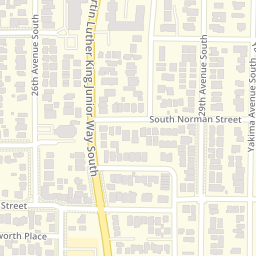 26th Avenue South
rtin Luther King Junior Way South
South Norman Street
29th Avenue South
Yakima Avenue South
Street
worth Place